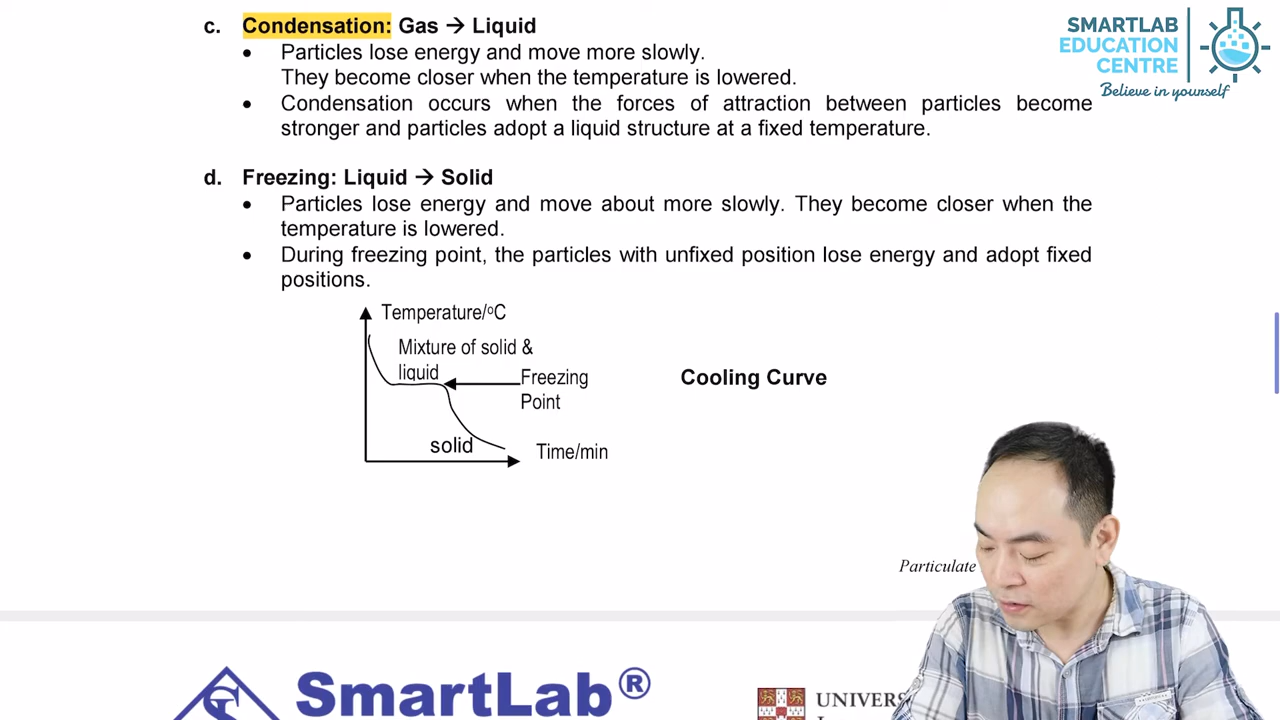 c. Condensation: Gas → Liquid
• Particles lose energy and move more slowly.
They become closer when the temperature is lowered.
• Condensation occurs when the forces of attraction between particles become
stronger and particles adopt a liquid structure at a fixed temperature.
d. Freezing: Liquid → Solid
• Particles lose energy and move about more slowly. They become closer when the
temperature is lowered.
• During freezing point, the particles with unfixed position lose energy and adopt fixed
positions.
Temperature/°C
Mixture of solid &
liquid
Freezing
Point
Cooling Curve
solid
Time/min
Particulate
SmartLab®
UNIVERS
SMARTLAB
EDUCATION
CENTRE
Believe in yourself